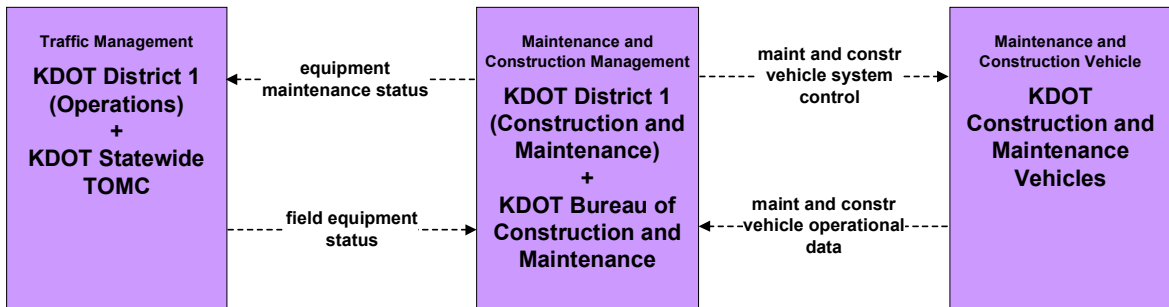 Traffic Management
KDOT District 1
(Operations)
+
KDOT Statewide
TOMC
equipment
maintenance status
field equipment
status
Maintenance and
Construction Management
KDOT District 1
(Construction and
Maintenance)
+
KDOT Bureau of
Construction and
Maintenance
maint and constr
vehicle system
control
maint and constr
vehicle operational
data
Maintenance and
Construction Vehicle
KDOT
Construction and
Maintenance
Vehicles